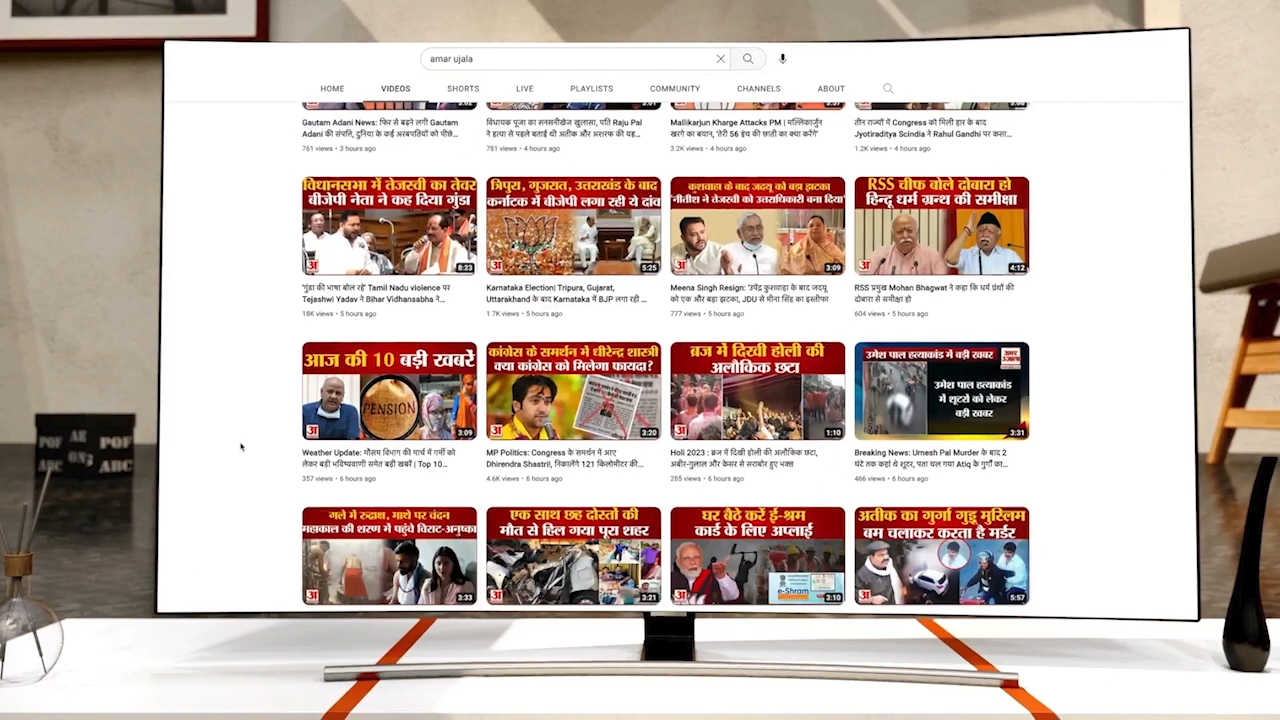 amar ujala
HOME VIDEOS SHORTS LIVE PLAYLISTS COMMUNITY CHANNELS ABOUT
Gautam Adani News: फिर से बढ़ने लगी Gautam
Adani की संपत्ति, दुनिया के कई अरबपतियों को पीछे...
761 views • 3 hours ago
विधायक पूजा का सनसनीखेज खुलासा, पति Raju Pal
ने हत्या से पहले बताई थी अतीक और अशरफ की यह...
781 views • 4 hours ago
Mallikarjun Kharge Attacks PM | मल्लिकार्जुन
खरगे का बयान, 'तेरी 56 इंच की छाती का क्या करेंगे'
3.2K views • 4 hours ago
तीन राज्यों में Congress को मिली हार के बाद
Jyotiraditya Scindia ने Rahul Gandhi पर कसा...
1.2K views • 4 hours ago
विधानसभा में तेजस्वी का तेवर
बीजेपी नेता ने कह दिया गुंडा
8:23
'गुंडा की भाषा बोल रहे' Tamil Nadu violence पर
Tejashwi Yadav ने Bihar Vidhansabha ने...
18K views • 5 hours ago
त्रिपुरा, गुजरात, उत्तराखंड के बाद
कर्नाटक में बीजेपी लगा रही ये दांव
5:25
Karnataka Election| Tripura, Gujarat,
Uttarakhand के बाद Karnataka में BJP लगा रही ...
1.7K views • 5 hours ago
कुशवाहा के बाद जदयू को बड़ा झटका
'नीतीश ने तेजस्वी को उत्तराधिकारी बना दिया'
3:09
Meena Singh Resign: 'उपेंद्र कुशवाहा के बाद जदयू
को एक और बड़ा झटका, JDU से मीना सिंह का इस्तीफा
777 views • 5 hours ago
RSS चीफ बोले दोबारा हो
हिन्दू धर्म ग्रन्थ की समीक्षा
4:12
RSS प्रमुख Mohan Bhagwat ने कहा कि धर्म ग्रंथों की
दोबारा से समीक्षा हो
604 views • 5 hours ago
आज की 10 बड़ी खबरें
PENSION
3:09
Weather Update: मौसम विभाग की मार्च में गर्मी को
लेकर बड़ी भविष्यवाणी समेत बड़ी खबरें | Top 10...
357 views • 6 hours ago
कांग्रेस के समर्थन में धीरेन्द्र शास्त्री
क्या कांग्रेस को मिलेगा फायदा?
3:20
MP Politics: Congress के समर्थन में आए
Dhirendra Shastri!, निकालेंगे 121 किलोमीटर की...
4.6K views • 6 hours ago
ब्रज में दिखी होली की
अलौकिक छटा
1:10
Holi 2023 : ब्रज में दिखी होली की अलौकिक छटा,
अबीर-गुलाल और केसर से सराबोर हुए भक्त
285 views • 6 hours ago
उमेश पाल हत्याकांड में बड़ी खबर
अमर उजाला
उमेश पाल हत्याकांड
में शूटरों को लेकर
बड़ी खबर
3:31
Breaking News: Umesh Pal Murder के बाद 2
घंटे तक कहां थे शूटर, पता चल गया Atiq के गुर्गों का...
466 views • 6 hours ago
गले में रुद्राक्ष, माथे पर चंदन
महाकाल की शरण में पहुंचे विराट-अनुष्का
3:33
एक साथ छह दोस्तों की
मौत से हिल गया पूरा शहर
3:21
घर बैठे करें ई-श्रम
कार्ड के लिए अप्लाई
e-Shram
3:10
अतीक का गुर्गा गुड्डू मुस्लिम
बम चलाकर करता है मर्डर
5:57